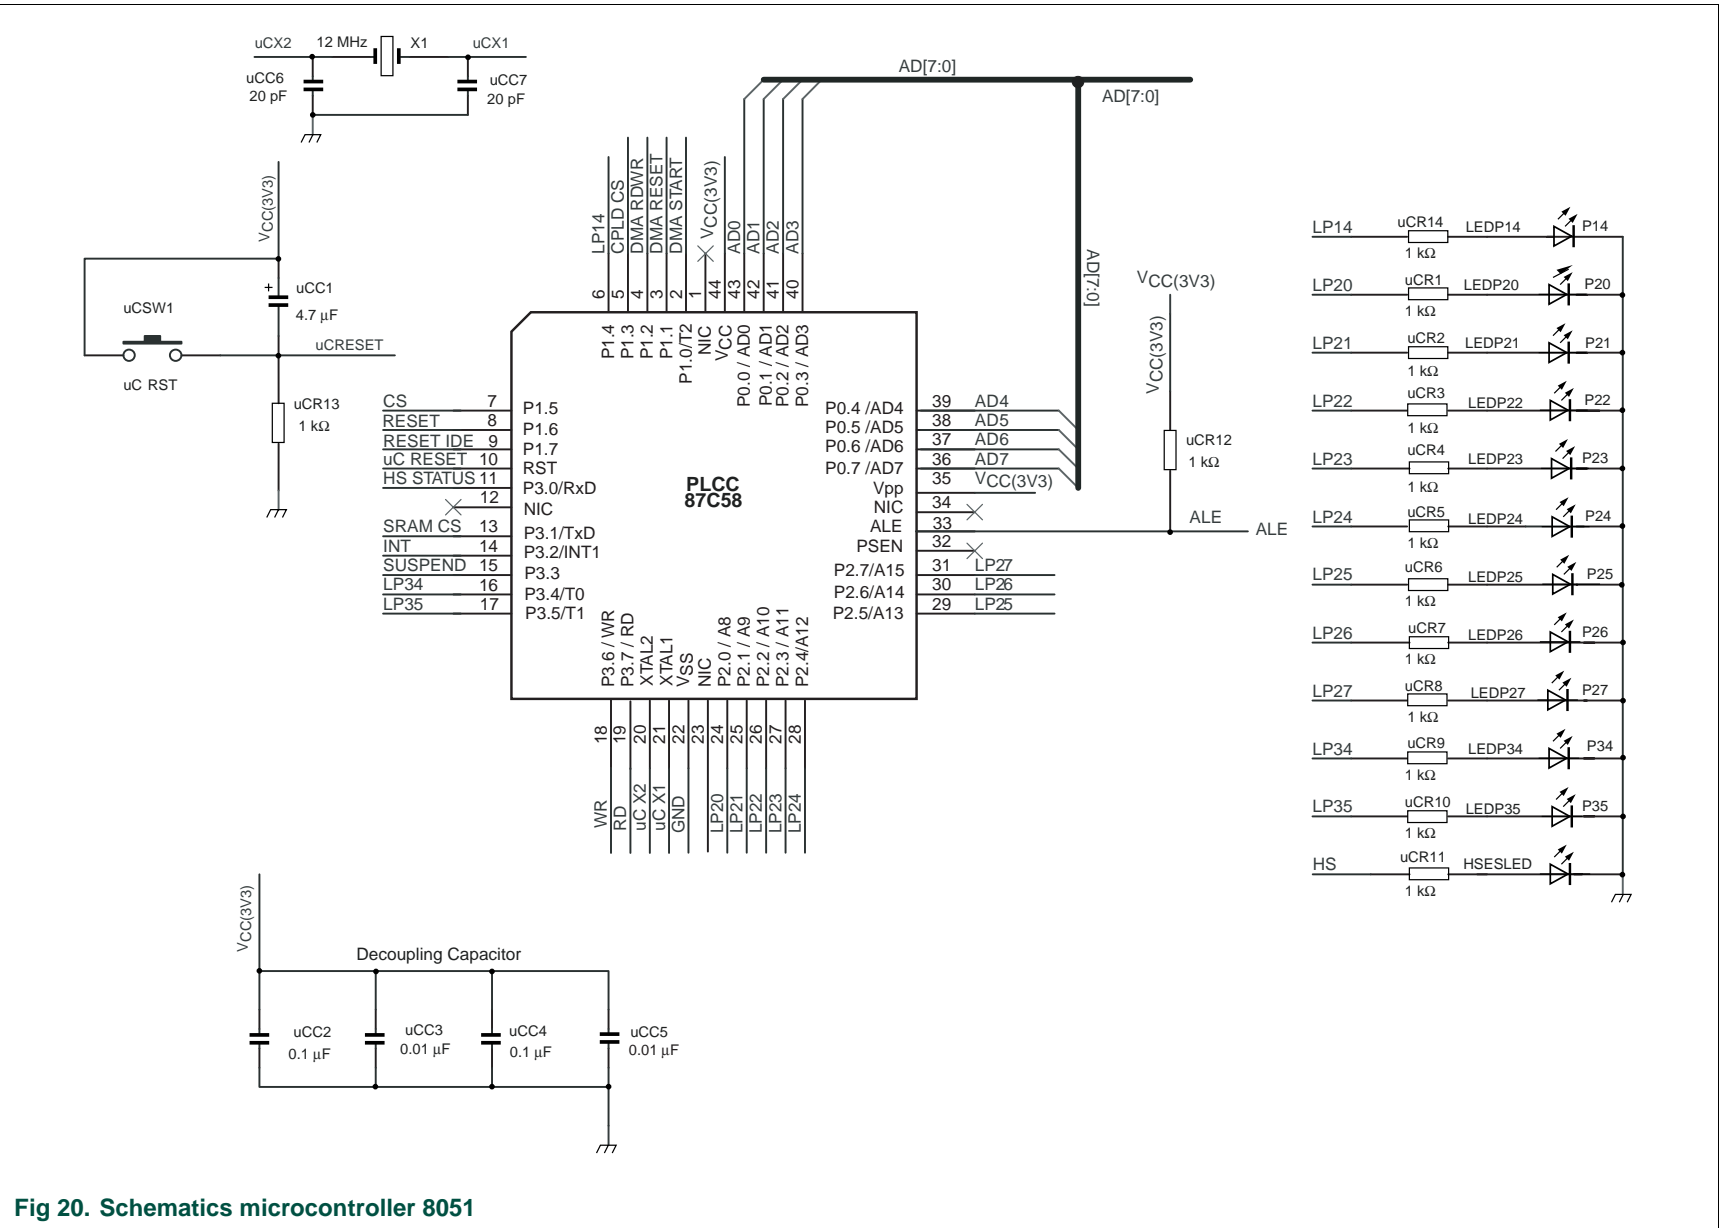 uCX2
12 MHz
X1
uCX1
uCC6
20 pF
uCC7
20 pF
AD[7:0]
AD[7:0]
AD[7:0]
VCC(3V3)
uCC1
+
4.7 μF
uCSW1
uC RST
uCRESET
uCR13
1 kΩ
LP14
CPLD CS
DMA RDWR
DMA RESET
DMA START
VCC(3V3)
AD0
AD1
AD2
AD3
6
5
4
3
2
1
44
43
42
41
40
P1.4
P1.3
P1.2
P1.1
P1.0/T2
NIC
VCC
P0.0 / AD0
P0.1 / AD1
P0.2 / AD2
P0.3 / AD3
CS 7 P1.5
RESET 8 P1.6
RESET IDE 9 P1.7
uC RESET 10 RST
HS STATUS 11 P3.0/RxD
12 NIC
SRAM CS 13 P3.1/TxD
INT 14 P3.2/INT1
SUSPEND 15 P3.3
LP34 16 P3.4/T0
LP35 17 P3.5/T1
PLCC
87C58
P0.4 /AD4 39 AD4
P0.5 /AD5 38 AD5
P0.6 /AD6 37 AD6
P0.7 /AD7 36 AD7
Vpp 35 VCC(3V3)
NIC 34
ALE 33
PSEN 32
P2.7/A15 31 LP27
P2.6/A14 30 LP26
P2.5/A13 29 LP25
P3.6 / WR
P3.7 / RD
XTAL2
XTAL1
VSS
NIC
P2.0 / A8
P2.1 / A9
P2.2 / A10
P2.3 / A11
P2.4/A12
18
19
20
21
22
23
24
25
26
27
28
WR
RD
uC X2
uC X1
GND
LP20
LP21
LP22
LP23
LP24
VCC(3V3)
VCC(3V3)
uCR12
1 kΩ
ALE
ALE
LP14 uCR14 LEDP14 P14
1 kΩ
LP20 uCR1 LEDP20 P20
1 kΩ
LP21 uCR2 LEDP21 P21
1 kΩ
LP22 uCR3 LEDP22 P22
1 kΩ
LP23 uCR4 LEDP23 P23
1 kΩ
LP24 uCR5 LEDP24 P24
1 kΩ
LP25 uCR6 LEDP25 P25
1 kΩ
LP26 uCR7 LEDP26 P26
1 kΩ
LP27 uCR8 LEDP27 P27
1 kΩ
LP34 uCR9 LEDP34 P34
1 kΩ
LP35 uCR10 LEDP35 P35
1 kΩ
HS uCR11 HSESLED
1 kΩ
VCC(3V3)
Decoupling Capacitor
uCC2
0.1 μF
uCC3
0.01 μF
uCC4
0.1 μF
uCC5
0.01 μF
Fig 20. Schematics microcontroller 8051